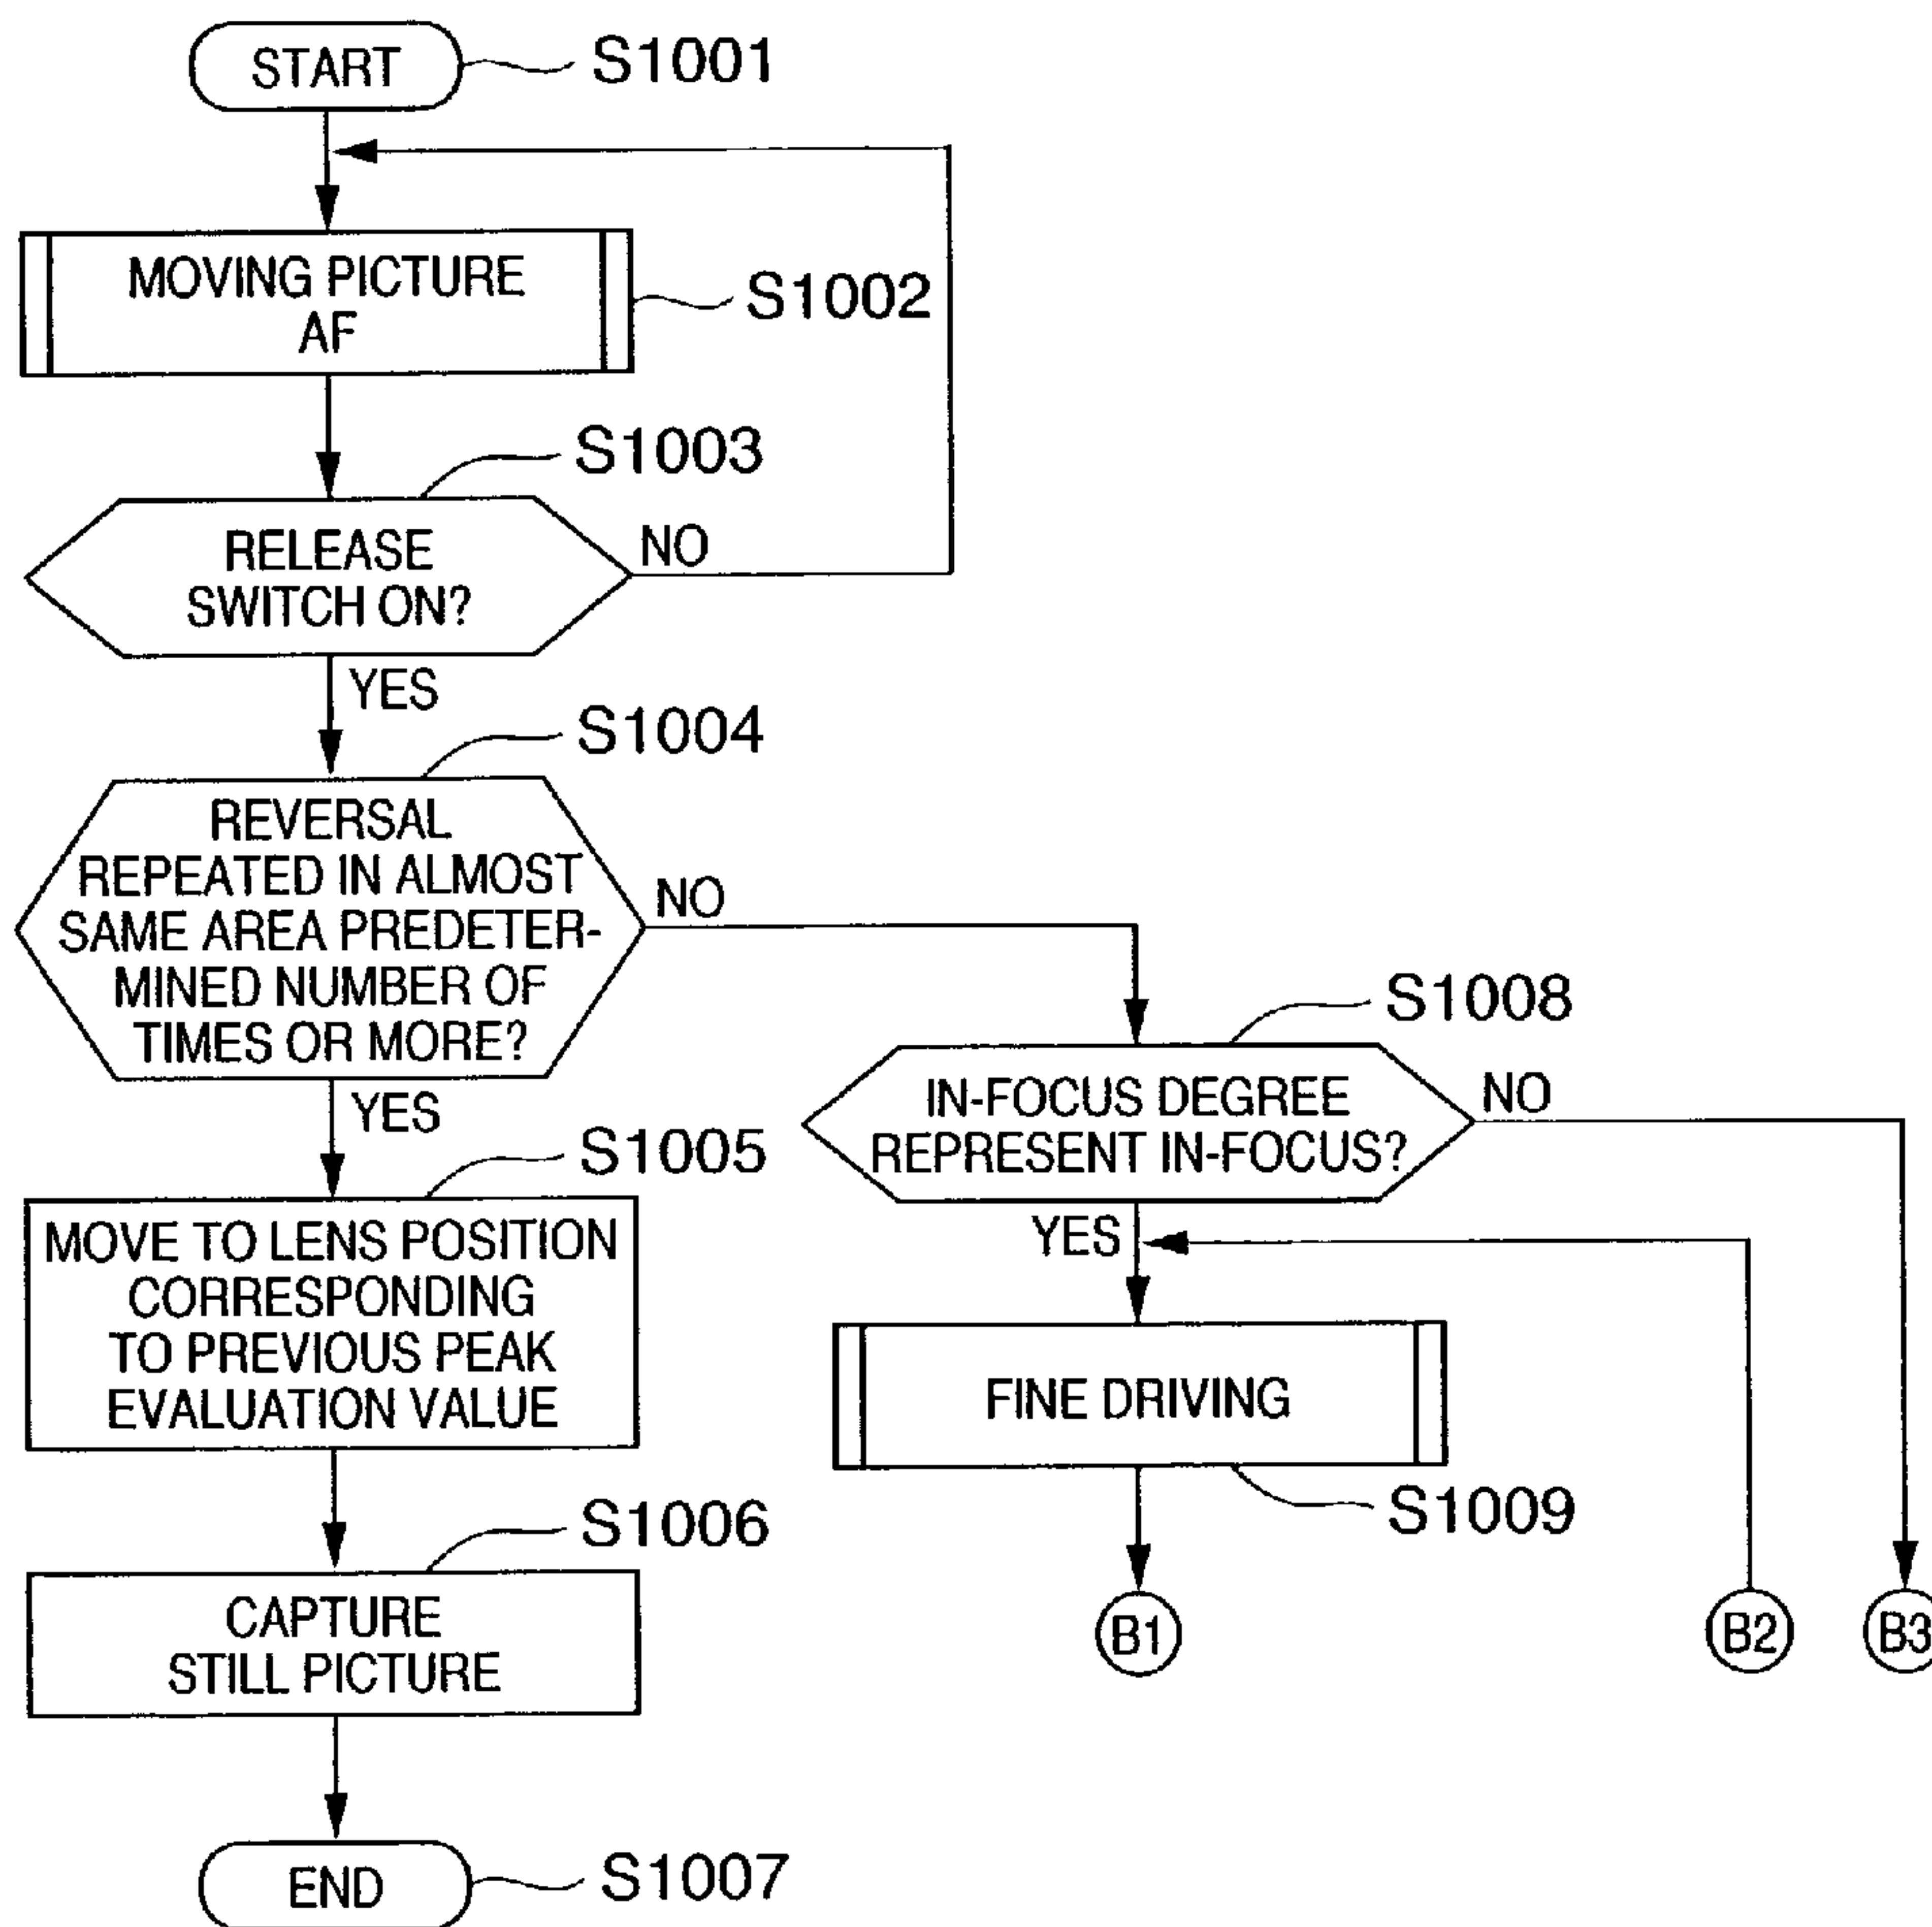 START
S1001
MOVING PICTURE
AF
S1002
S1003
RELEASE
SWITCH ON?
NO
YES
S1004
REVERSAL
REPEATED IN ALMOST
SAME AREA PREDETER-
MINED NUMBER OF
TIMES OR MORE?
NO
YES
S1005
MOVE TO LENS POSITION
CORRESPONDING
TO PREVIOUS PEAK
EVALUATION VALUE
S1006
CAPTURE
STILL PICTURE
END
S1007
S1008
IN-FOCUS DEGREE
REPRESENT IN-FOCUS?
NO
YES
FINE DRIVING
S1009
B1
B2
B3